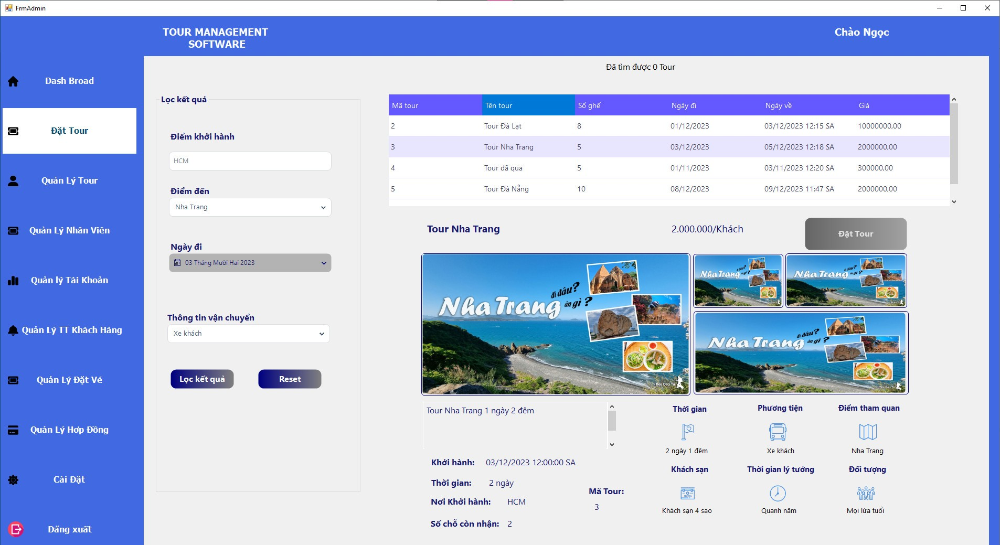 FrmAdmin
TOUR MANAGEMENT
SOFTWARE
Chào Ngọc
Dash Broad
Đặt Tour
Quản Lý Tour
Quản Lý Nhân Viên
Quản lý Tài Khoản
Quản Lý TT Khách Hàng
Quản Lý Đặt Vé
Quản Lý Hơp Đồng
Cài Đặt
Đăng xuất
Đã tìm được 0 Tour
Lọc kết quả
Điểm khởi hành
HCM
Điểm đến
Nha Trang
Ngày đi
03 Tháng Mười Hai 2023
Thông tin vận chuyển
Xe khách
Lọc kết quả Reset
Mã tour Tên tour Số ghế Ngày đi Ngày về Giá
2 Tour Đà Lạt 8 01/12/2023 03/12/2023 12:15 SA 10000000,00
3 Tour Nha Trang 5 03/12/2023 05/12/2023 12:18 SA 2000000,00
4 Tour đã qua 5 01/11/2023 03/11/2023 12:20 SA 300000,00
5 Tour Đà Nẵng 10 08/12/2023 09/12/2023 11:47 SA 2000000,00
Tour Nha Trang 2.000.000/Khách Đặt Tour
Nha Trang đi đâu? ăn gì ?
Tiêu Dao Tử
Nha Trang đi đâu? ăn gì ?
Nha Trang đi đâu? ăn gì ?
Nha Trang đi đâu? ăn gì ?
Tour Nha Trang 1 ngày 2 đêm
Khởi hành: 03/12/2023 12:00:00 SA
Thời gian: 2 ngày
Nơi Khởi hành: HCM
Số chỗ còn nhận: 2
Mã Tour:
3
Thời gian Phương tiện Điểm tham quan
2 ngày 1 đêm Xe khách Nha Trang
Khách sạn Thời gian lý tưởng Đối tượng
HOTEL
Khách sạn 4 sao Quanh năm Mọi lứa tuổi